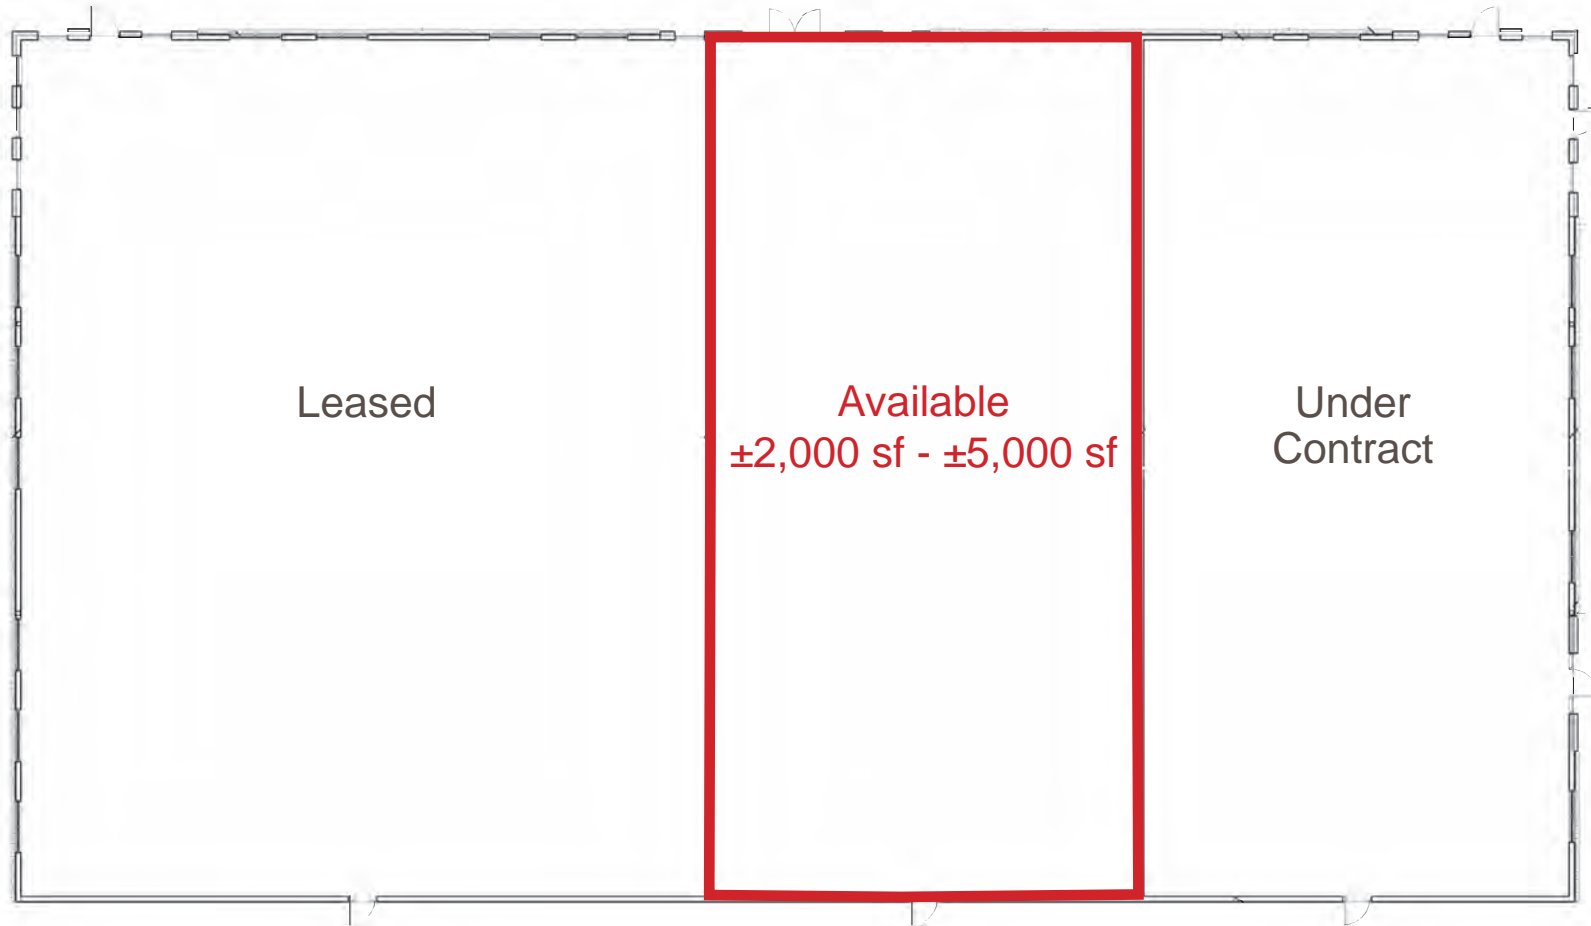 Leased
Available
±2,000 sf - ±5,000 sf
Under
Contract